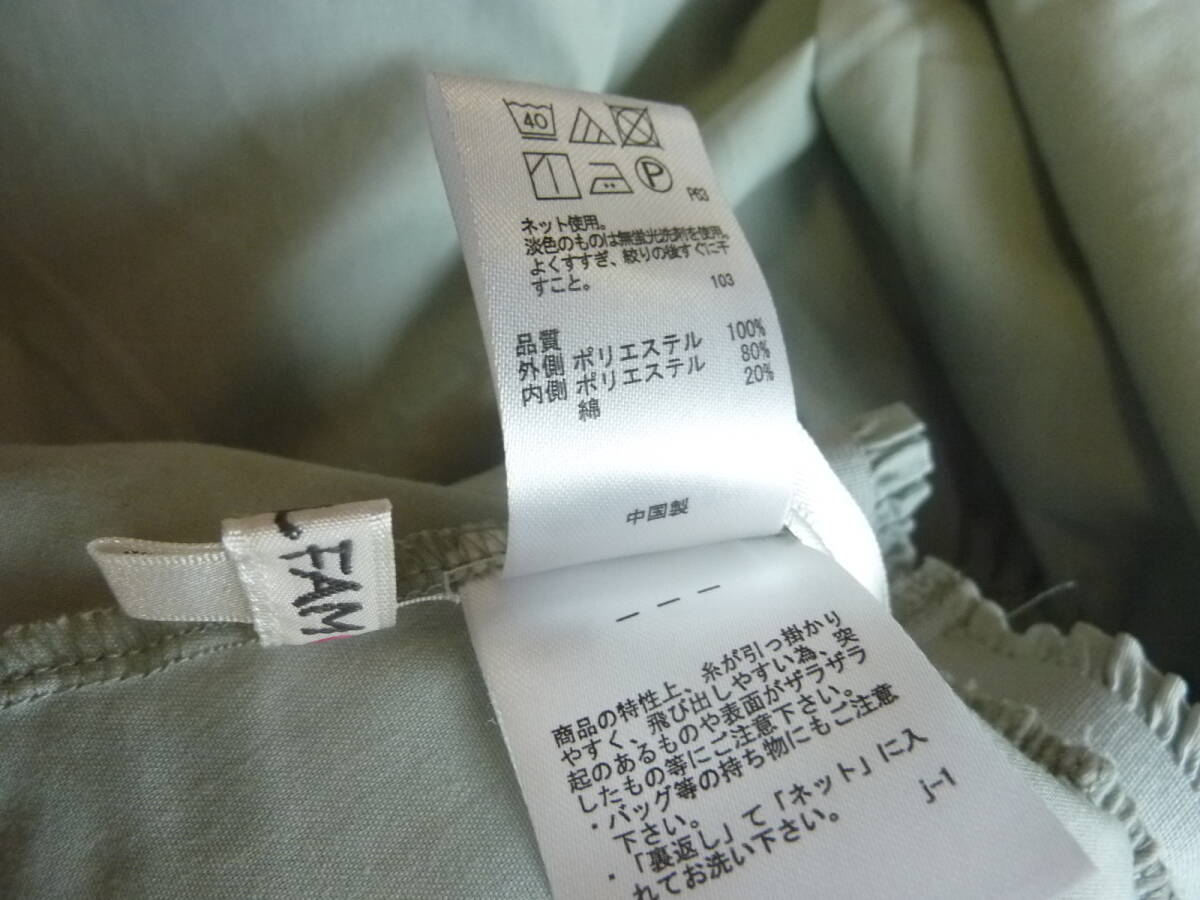 40
P
P63
ネット使用。
淡色のものは無蛍光洗剤を使用。
よくすすぎ、絞りの後すぐに干
すこと。 103
品質
外側 ポリエステル 100%
内側 ポリエステル 80%
綿 20%
中国製
.FAM
— — —
商品の特性上、糸が引っ掛かり
やすく、飛び出しやすい為、突
起のあるものや表面がザラザラ
したもの等にご注意下さい。
・バッグ等の持ち物にもご注意
下さい。
・「裏返し」て「ネット」に入
れてお洗い下さい。
j-1